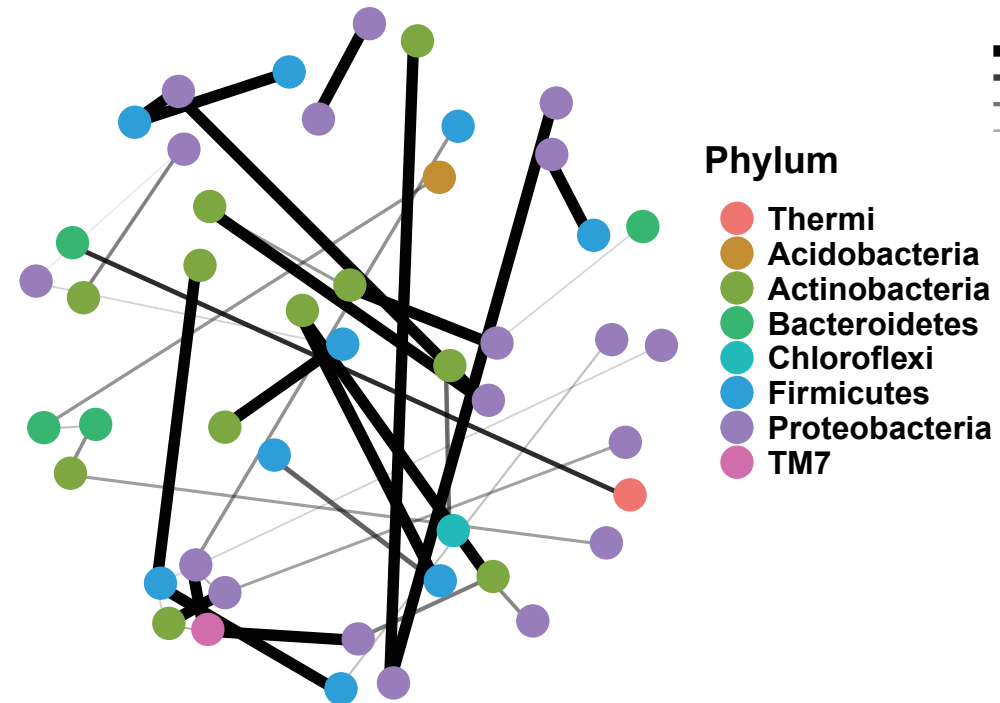 Phylum
Thermi
Acidobacteria
Actinobacteria
Bacteroidetes
Chloroflexi
Firmicutes
Proteobacteria
TM7